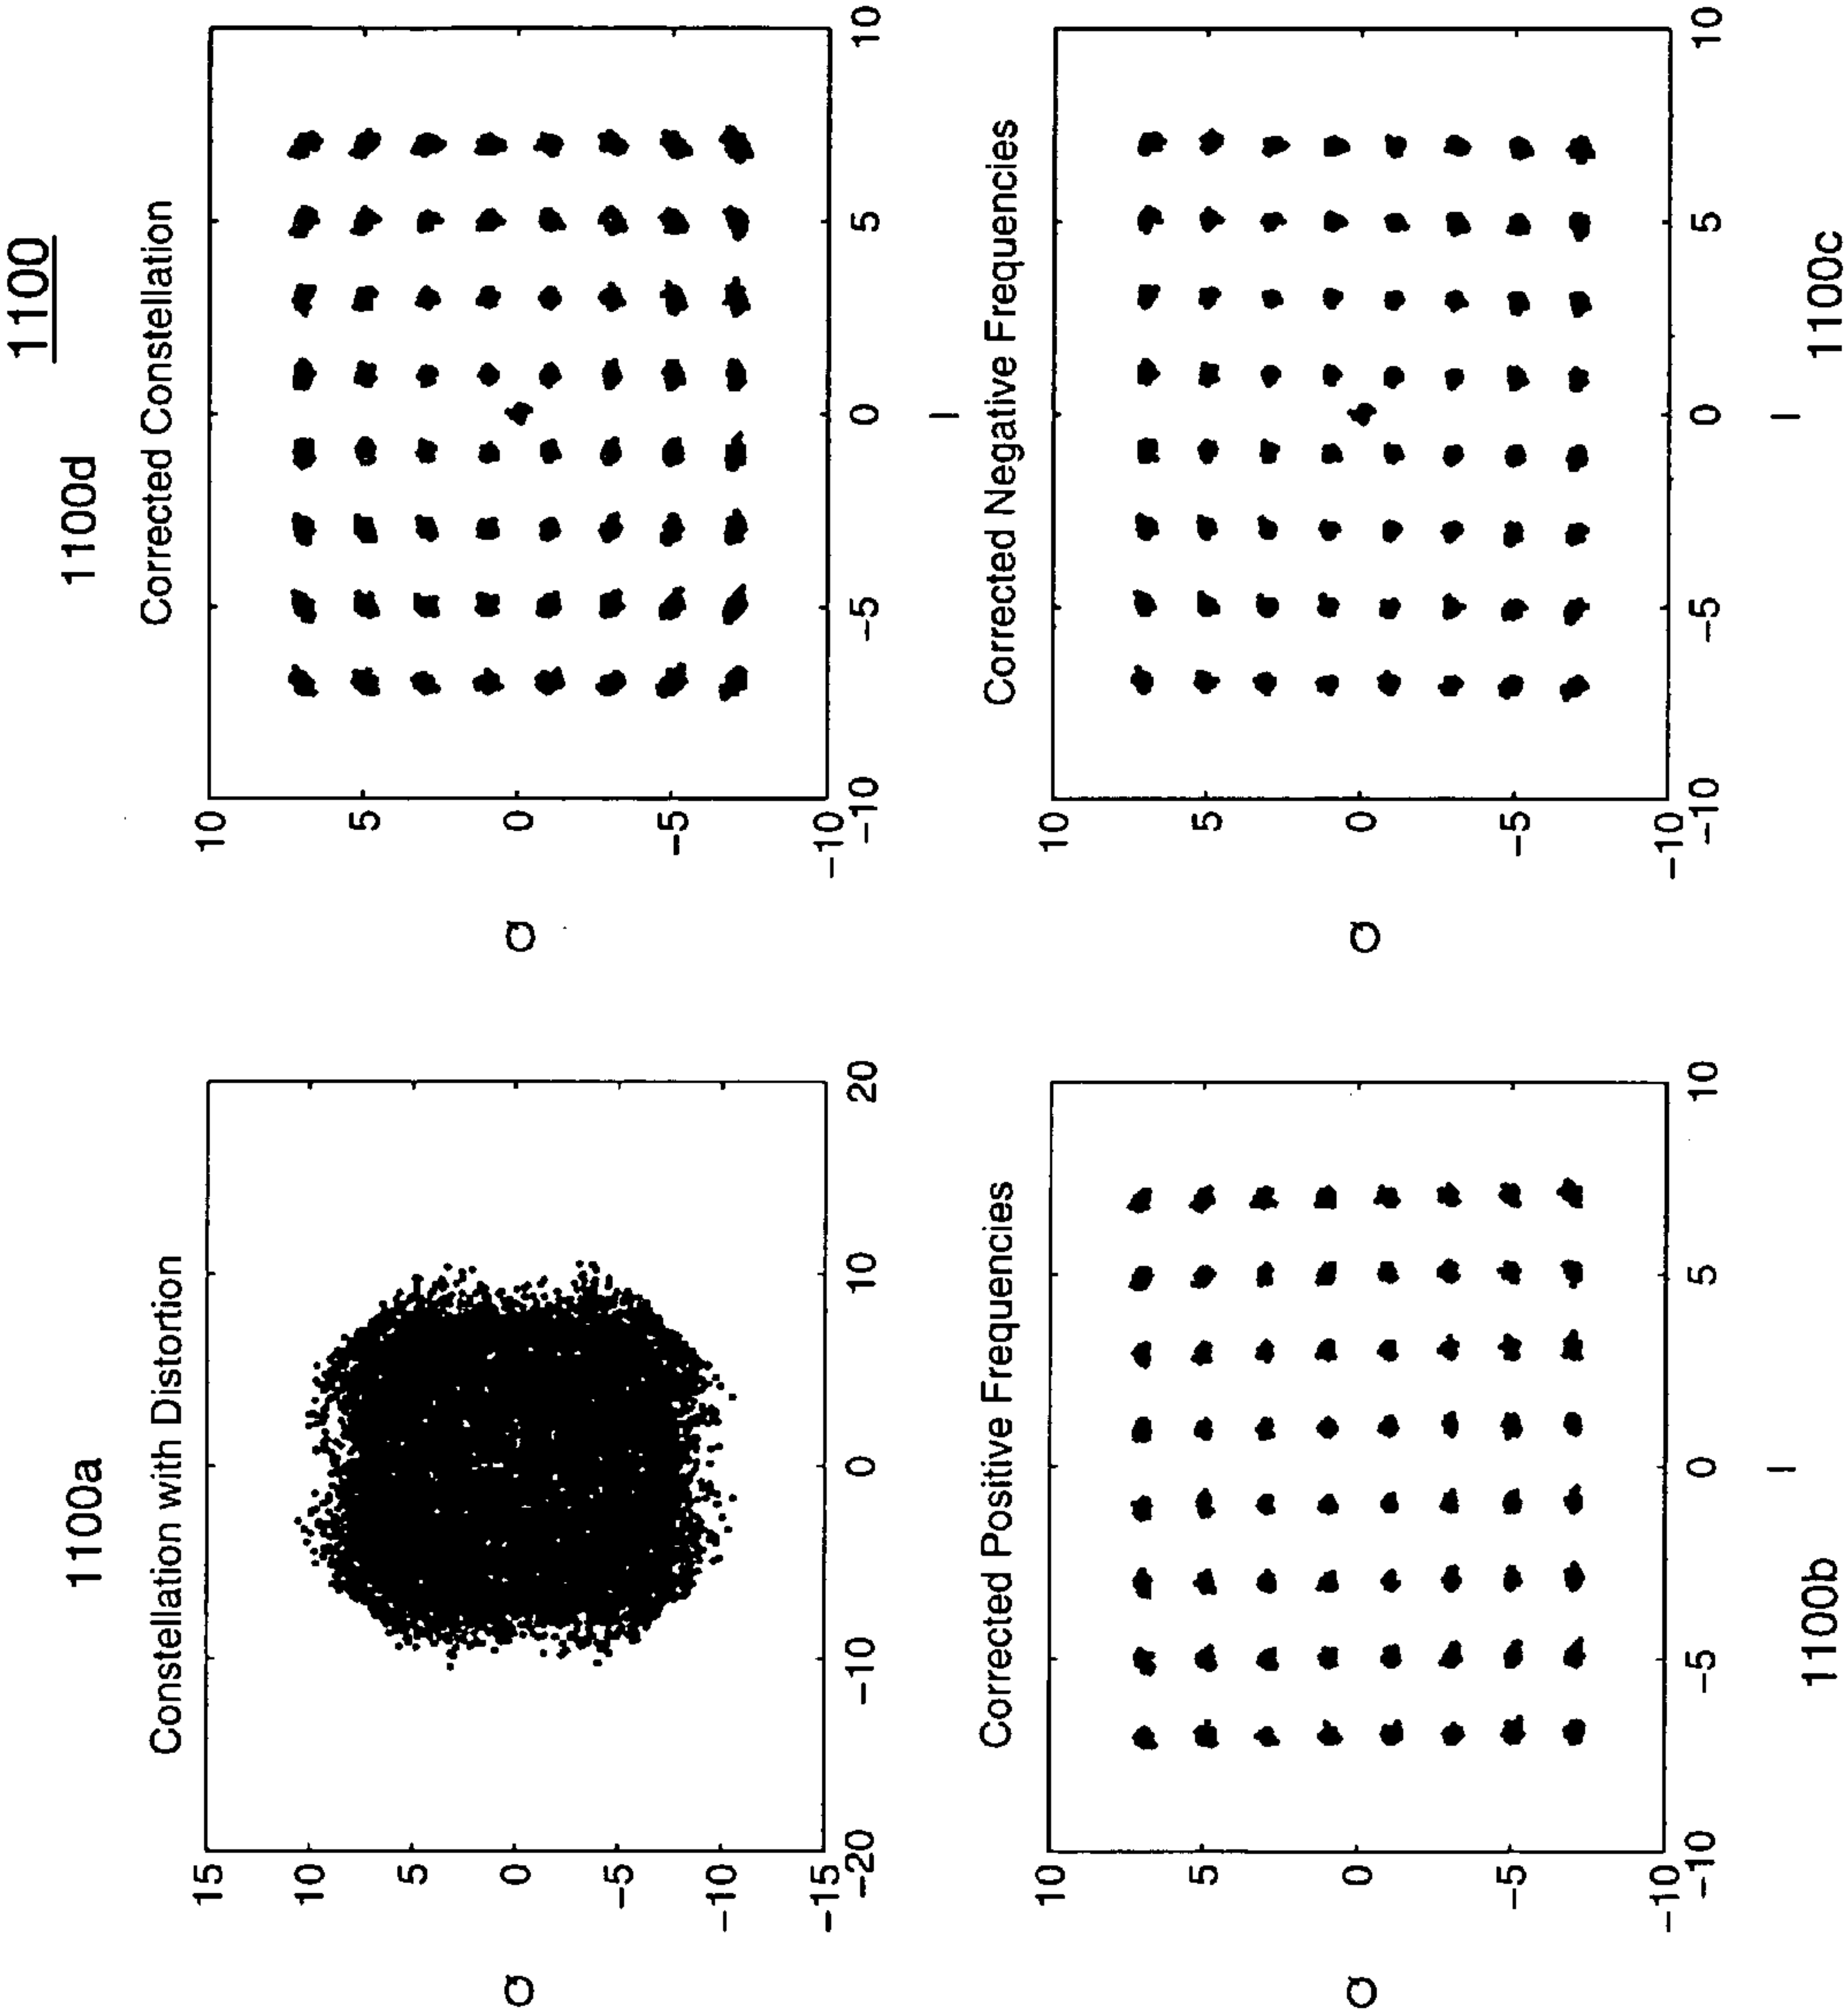 1100
1100a
1100d
Constellation with Distortion
15
10
5
0
-5
-10
-15
Q
-20
-10
0
10
20
Corrected Constellation
10
5
0
-5
-10
Q
-10
-5
0
5
10
I
Corrected Positive Frequencies
10
5
0
-5
-10
Q
-10
-5
0
5
10
I
1100b
Corrected Negative Frequencies
10
5
0
-5
-10
Q
-10
-5
0
5
10
I
1100c